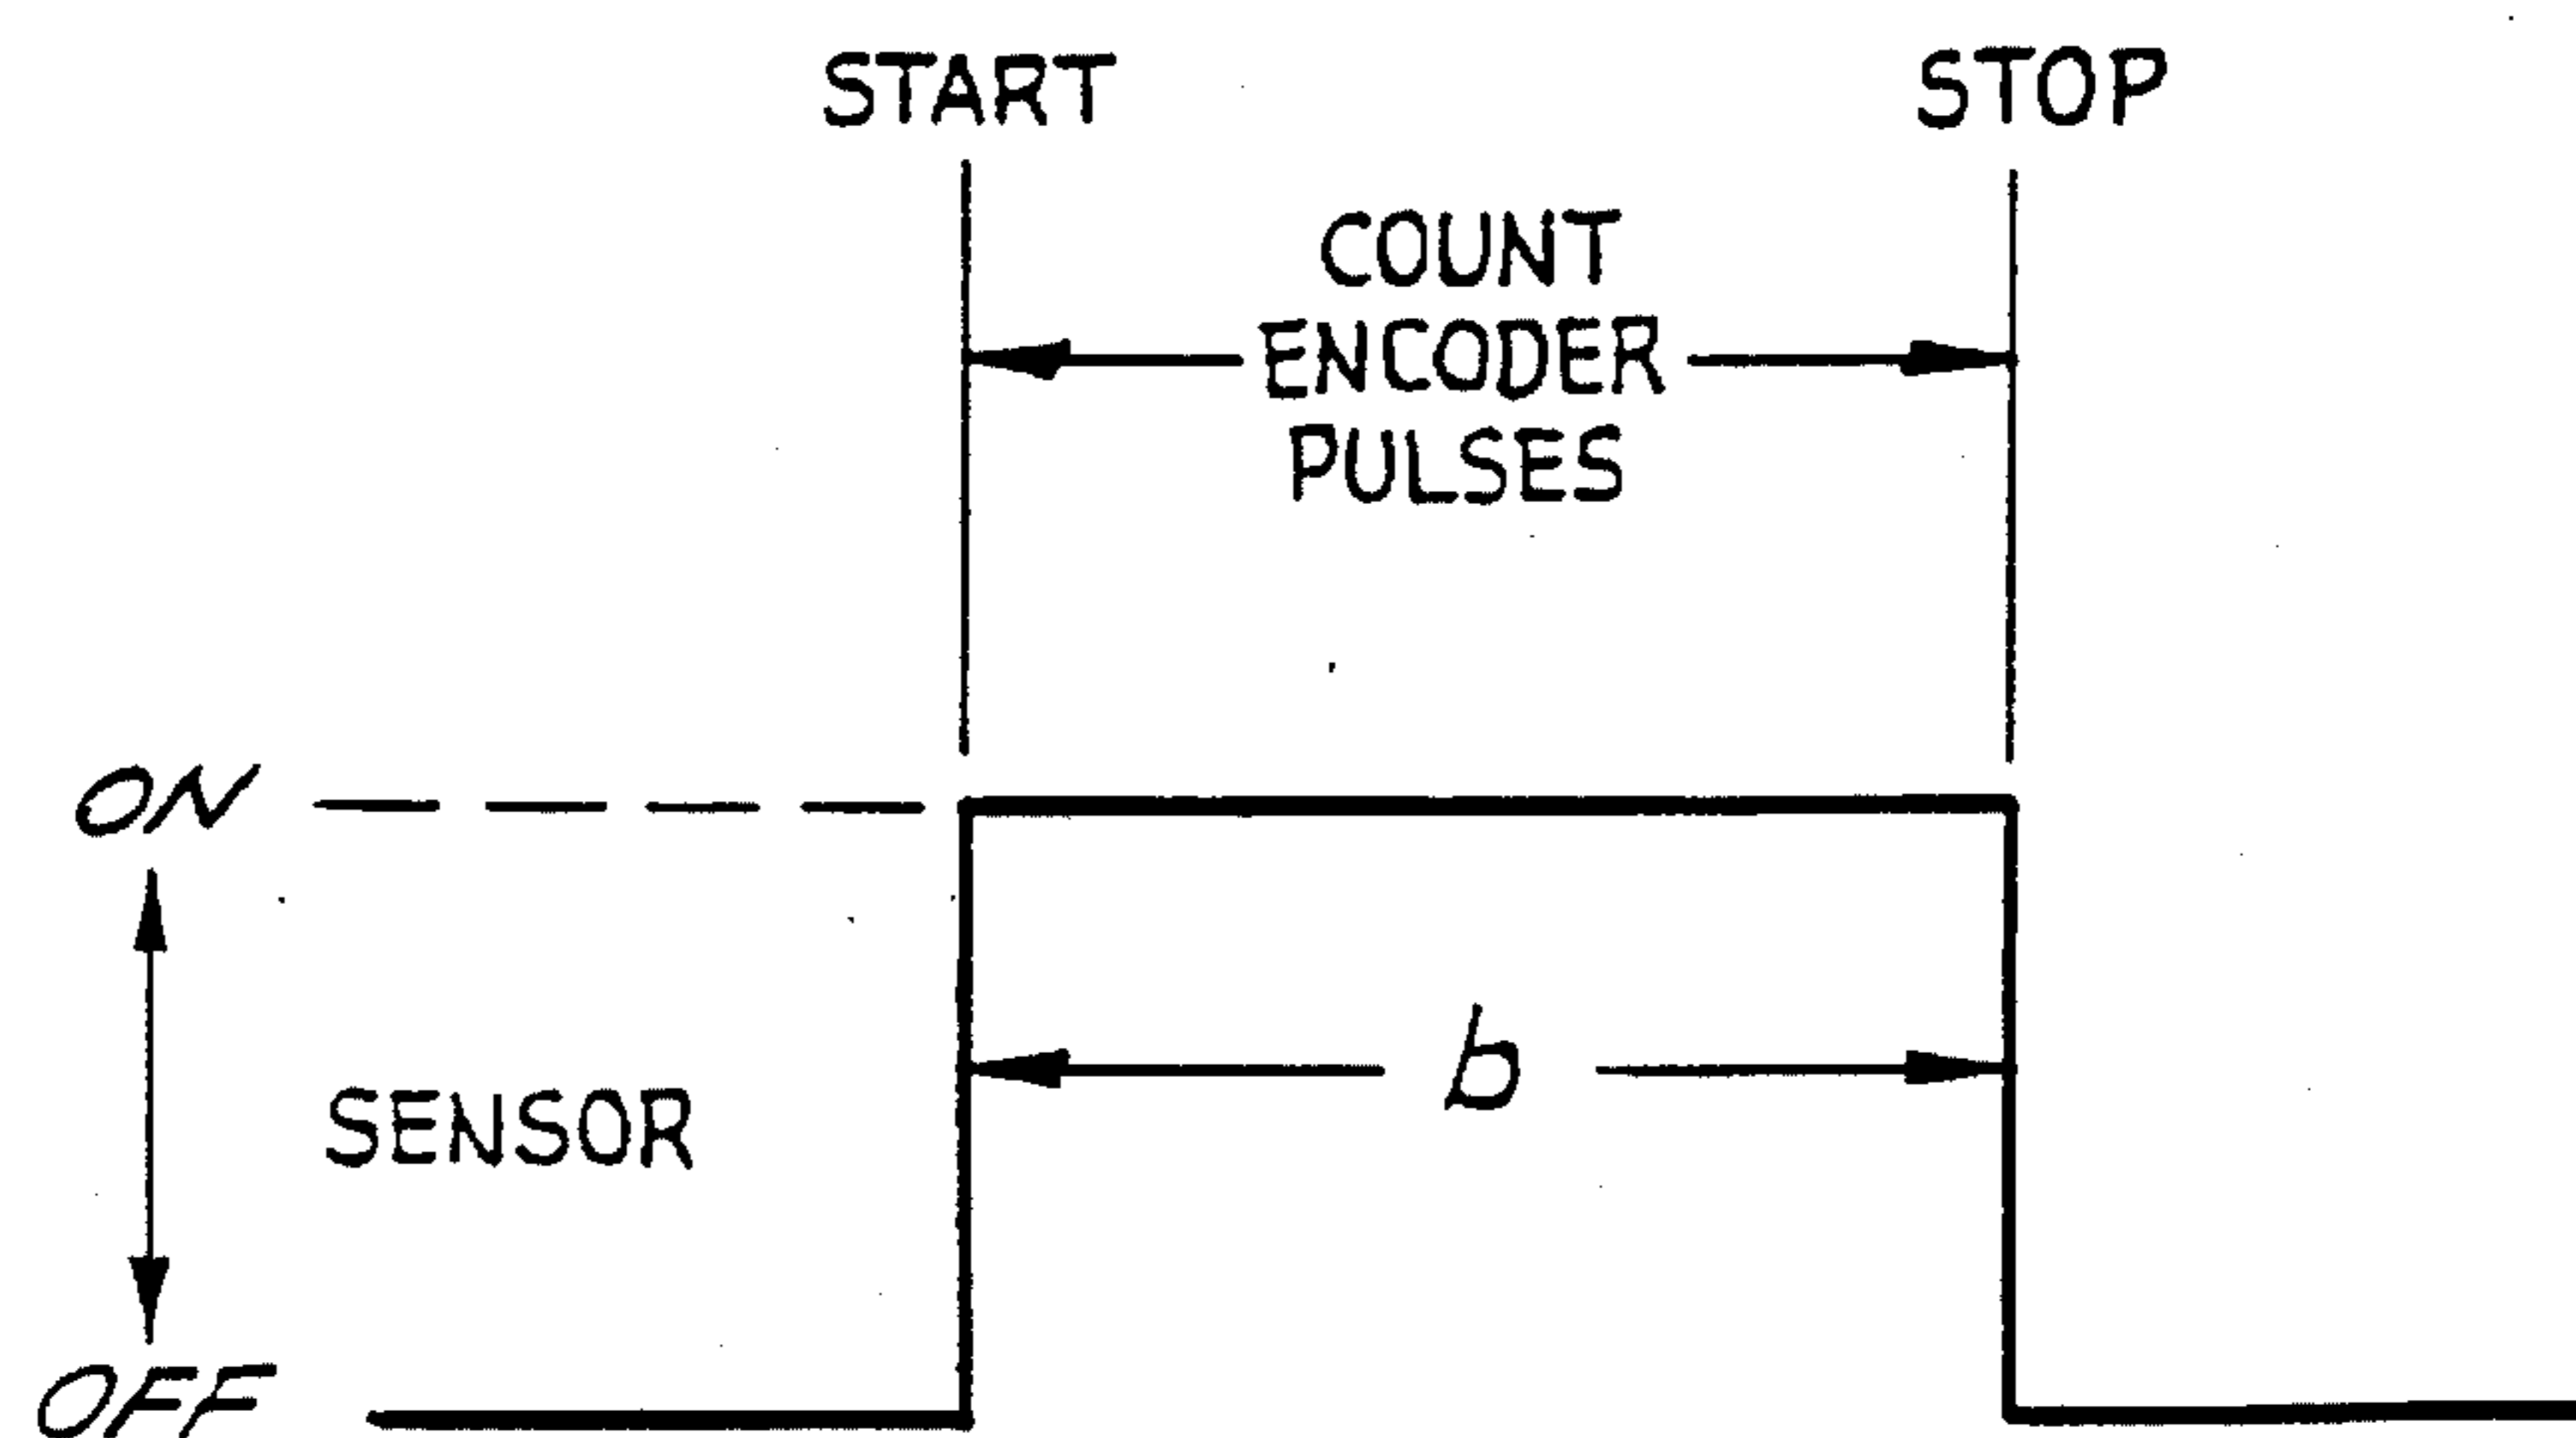 START
STOP
COUNT
ENCODER
PULSES
ON
b
SENSOR
OFF